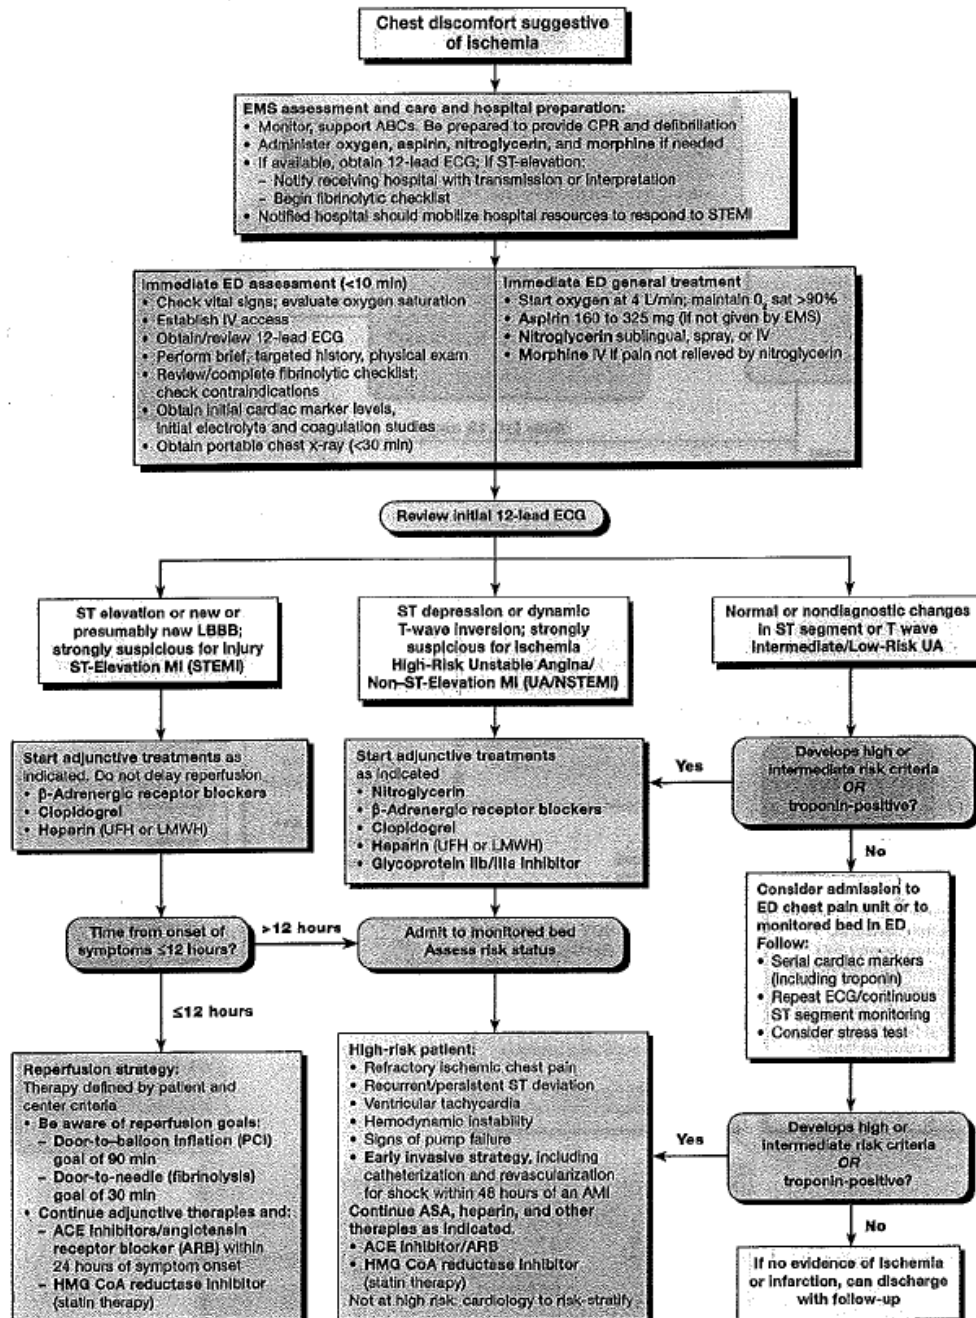 Chest discomfort suggestive
of ischemia
EMS assessment and care and hospital preparation:
• Monitor, support ABCs. Be prepared to provide CPR and defibrillation
• Administer oxygen, aspirin, nitroglycerin, and morphine if needed
• If available, obtain 12-lead ECG; if ST-elevation:
– Notify receiving hospital with transmission or interpretation
– Begin fibrinolytic checklist
• Notified hospital should mobilize hospital resources to respond to STEMI
Immediate ED assessment (<10 min)
• Check vital signs; evaluate oxygen saturation
• Establish IV access
• Obtain/review 12-lead ECG
• Perform brief, targeted history, physical exam
• Review/complete fibrinolytic checklist;
check contraindications
• Obtain initial cardiac marker levels,
initial electrolyte and coagulation studies
• Obtain portable chest x-ray (<30 min)
Immediate ED general treatment
• Start oxygen at 4 L/min; maintain O₂ sat >90%
• Aspirin 160 to 325 mg (if not given by EMS)
• Nitroglycerin sublingual, spray, or IV
• Morphine IV if pain not relieved by nitroglycerin
Review initial 12-lead ECG
ST elevation or new or
presumably new LBBB;
strongly suspicious for injury
ST-Elevation MI (STEMI)
ST depression or dynamic
T-wave inversion; strongly
suspicious for ischemia
High-Risk Unstable Angina/
Non–ST-Elevation MI (UA/NSTEMI)
Normal or nondiagnostic changes
in ST segment or T wave
Intermediate/Low-Risk UA
Start adjunctive treatments as
indicated. Do not delay reperfusion
• β-Adrenergic receptor blockers
• Clopidogrel
• Heparin (UFH or LMWH)
Start adjunctive treatments
as indicated
• Nitroglycerin
• β-Adrenergic receptor blockers
• Clopidogrel
• Heparin (UFH or LMWH)
• Glycoprotein IIb/IIIa inhibitor
Yes
Develops high or
intermediate risk criteria
OR
troponin-positive?
No
Time from onset of
symptoms ≤12 hours?
>12 hours
Admit to monitored bed
Assess risk status
Consider admission to
ED chest pain unit or to
monitored bed in ED
Follow:
• Serial cardiac markers
(including troponin)
• Repeat ECG/continuous
ST segment monitoring
• Consider stress test
≤12 hours
Reperfusion strategy:
Therapy defined by patient and
center criteria
• Be aware of reperfusion goals:
– Door-to-balloon inflation (PCI)
goal of 90 min
– Door-to-needle (fibrinolysis)
goal of 30 min
• Continue adjunctive therapies and:
– ACE inhibitors/angiotensin
receptor blocker (ARB) within
24 hours of symptom onset
– HMG CoA reductase inhibitor
(statin therapy)
High-risk patient:
• Refractory ischemic chest pain
• Recurrent/persistent ST deviation
• Ventricular tachycardia
• Hemodynamic instability
• Signs of pump failure
• Early invasive strategy, including
catheterization and revascularization
for shock within 48 hours of an AMI
Continue ASA, heparin, and other
therapies as indicated.
• ACE inhibitor/ARB
• HMG CoA reductase inhibitor
(statin therapy)
Not at high risk: cardiology to risk-stratify
Yes
Develops high or
intermediate risk criteria
OR
troponin-positive?
No
If no evidence of ischemia
or infarction, can discharge
with follow-up